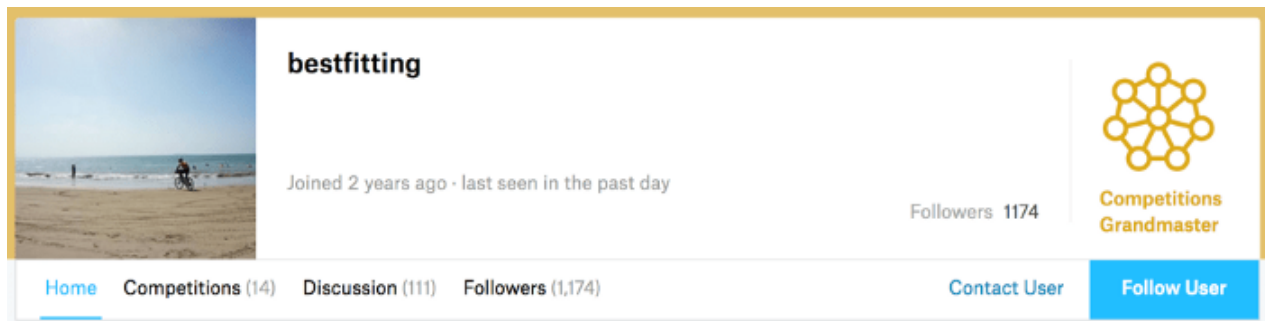 bestfitting
Joined 2 years ago · last seen in the past day
Followers 1174
Competitions
Grandmaster
Home Competitions (14) Discussion (111) Followers (1,174) Contact User Follow User